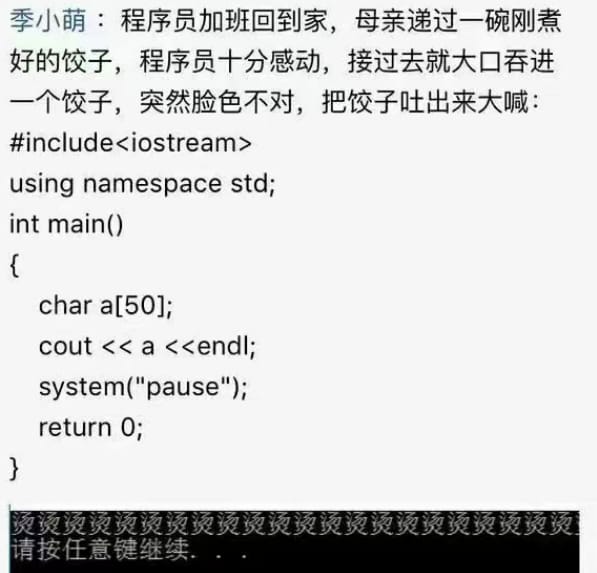 季小萌：程序员加班回到家，母亲递过一碗刚煮
好的饺子，程序员十分感动，接过去就大口吞进
一个饺子，突然脸色不对，把饺子吐出来大喊：
#include<iostream>
using namespace std;
int main()
{
char a[50];
cout << a <<endl;
system("pause");
return 0;
}
烫烫烫烫烫烫烫烫烫烫烫烫烫烫烫烫烫烫烫烫烫烫
请按任意键继续. . .